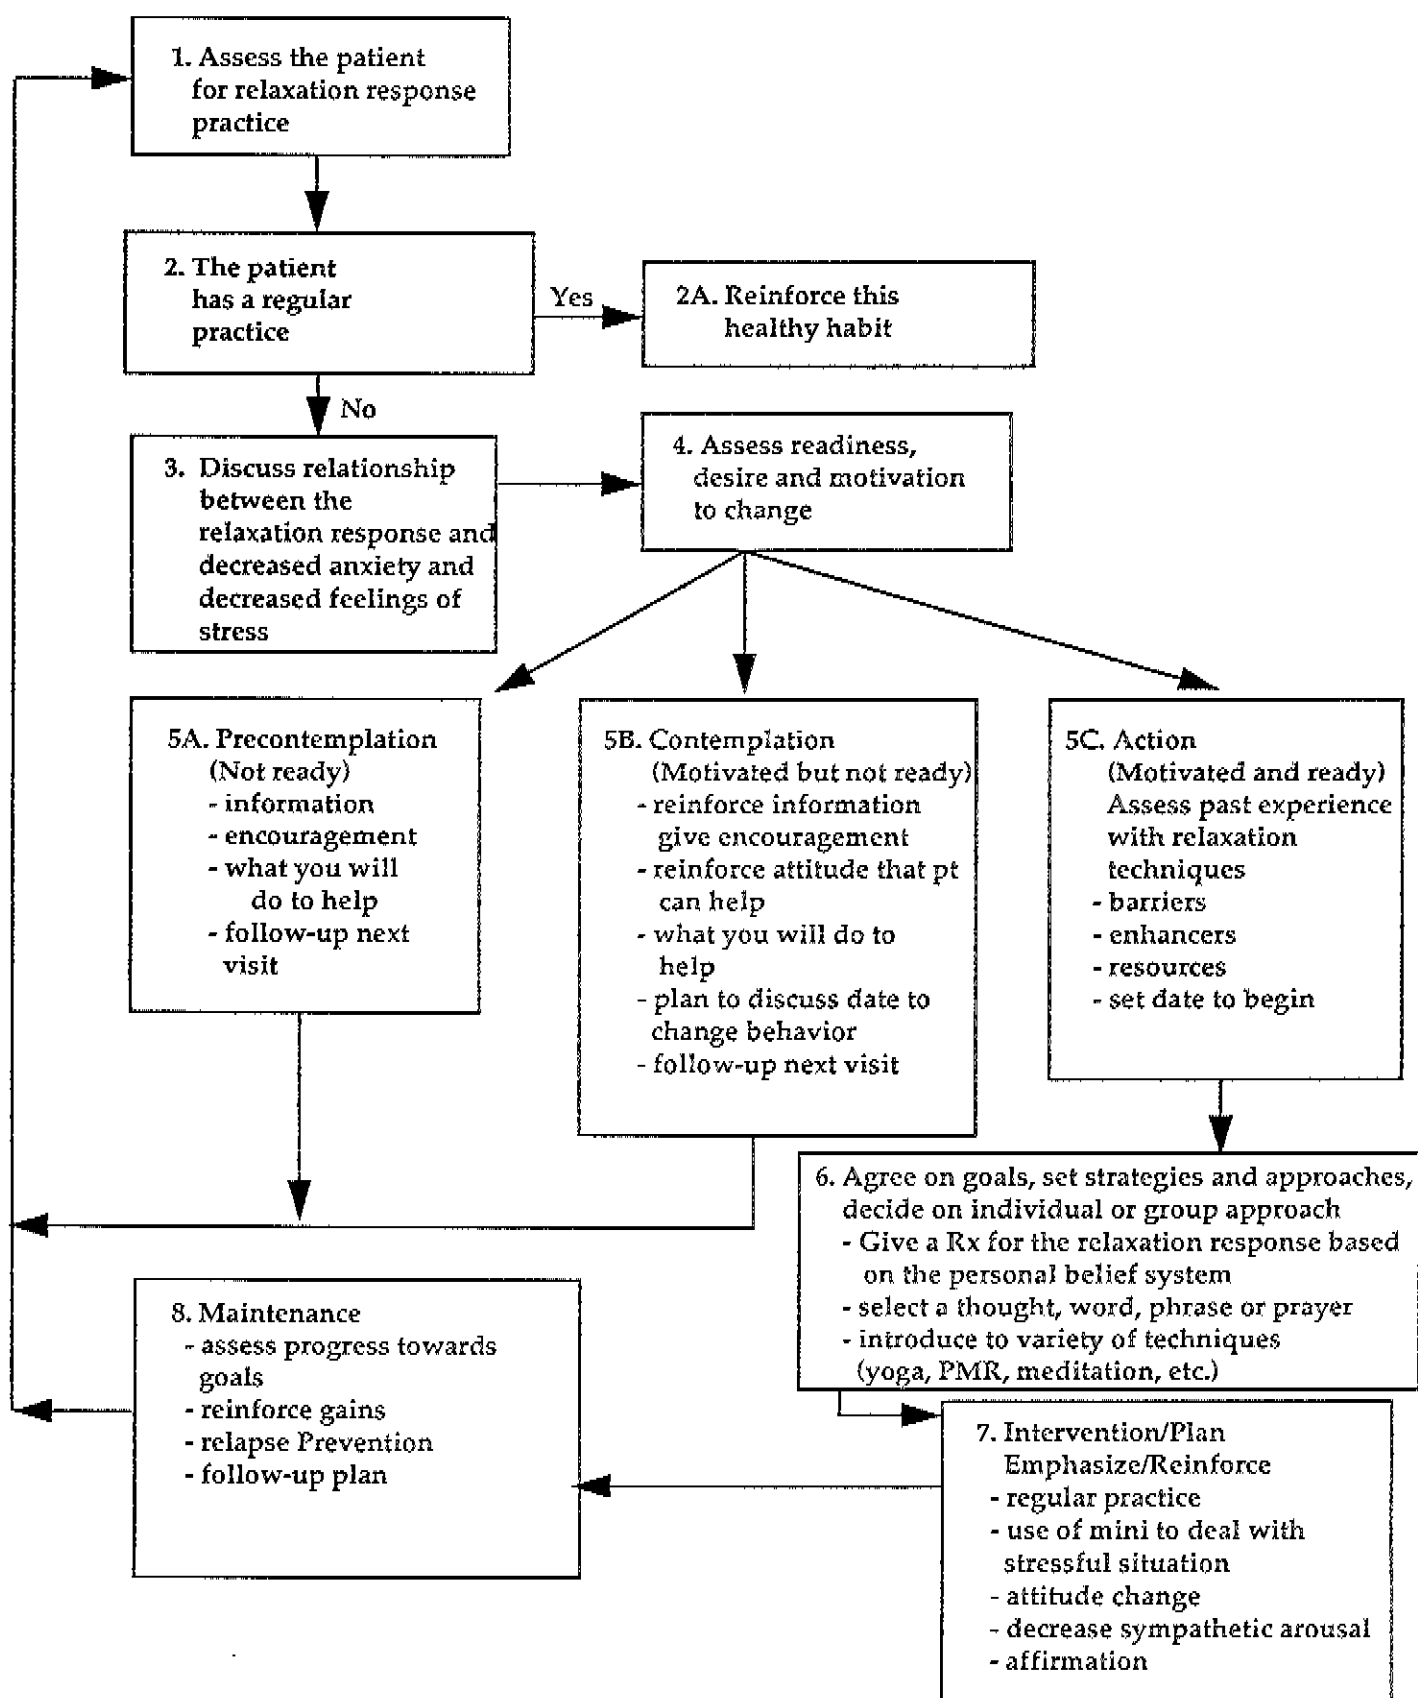 1. Assess the patient
for relaxation response
practice
2. The patient
has a regular
practice
Yes
2A. Reinforce this
healthy habit
No
3. Discuss relationship
between the
relaxation response and
decreased anxiety and
decreased feelings of
stress
4. Assess readiness,
desire and motivation
to change
5A. Precontemplation
(Not ready)
- information
- encouragement
- what you will
do to help
- follow-up next
visit
5B. Contemplation
(Motivated but not ready)
- reinforce information
give encouragement
- reinforce attitude that pt
can help
- what you will do to
help
- plan to discuss date to
change behavior
- follow-up next visit
5C. Action
(Motivated and ready)
Assess past experience
with relaxation
techniques
- barriers
- enhancers
- resources
- set date to begin
6. Agree on goals, set strategies and approaches,
decide on individual or group approach
- Give a Rx for the relaxation response based
on the personal belief system
- select a thought, word, phrase or prayer
- introduce to variety of techniques
(yoga, PMR, meditation, etc.)
7. Intervention/Plan
Emphasize/Reinforce
- regular practice
- use of mini to deal with
stressful situation
- attitude change
- decrease sympathetic arousal
- affirmation
8. Maintenance
- assess progress towards
goals
- reinforce gains
- relapse Prevention
- follow-up plan